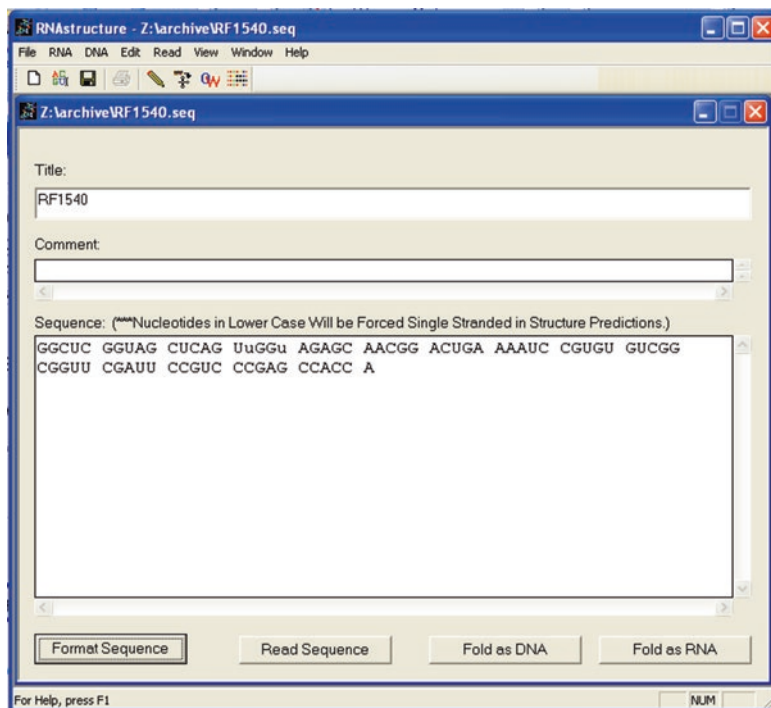 RNAstructure - Z:\archive\RF1540.seq
File RNA DNA Edit Read View Window Help
Z:\archive\RF1540.seq
Title:
RF1540
Comment:
Sequence: (***Nucleotides in Lower Case Will be Forced Single Stranded in Structure Predictions.)
GGCUC GGUAG CUCAG UuGGu AGAGC AACGG ACUGA AAAUC CGUGU GUCGG
CGGUU CGAUU CCGUC CCGAG CCACC A
Format Sequence Read Sequence Fold as DNA Fold as RNA
For Help, press F1 NUM